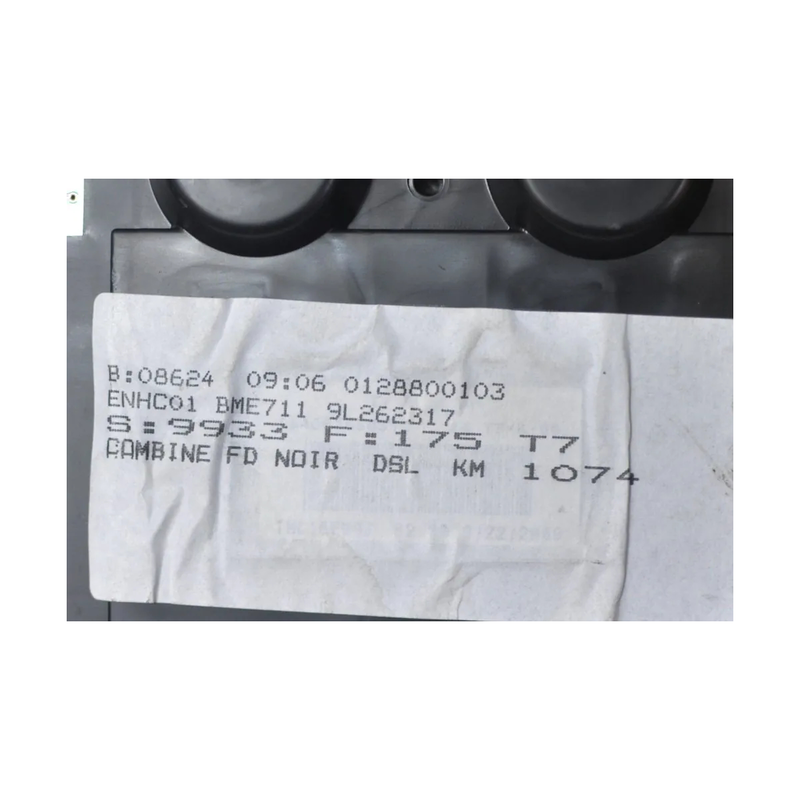 B:08624 09:06 0128800103
ENHC01 BME711 9L262317
S:9933 F:175 T7
COMBINE FD NOIR DSL KM 1074